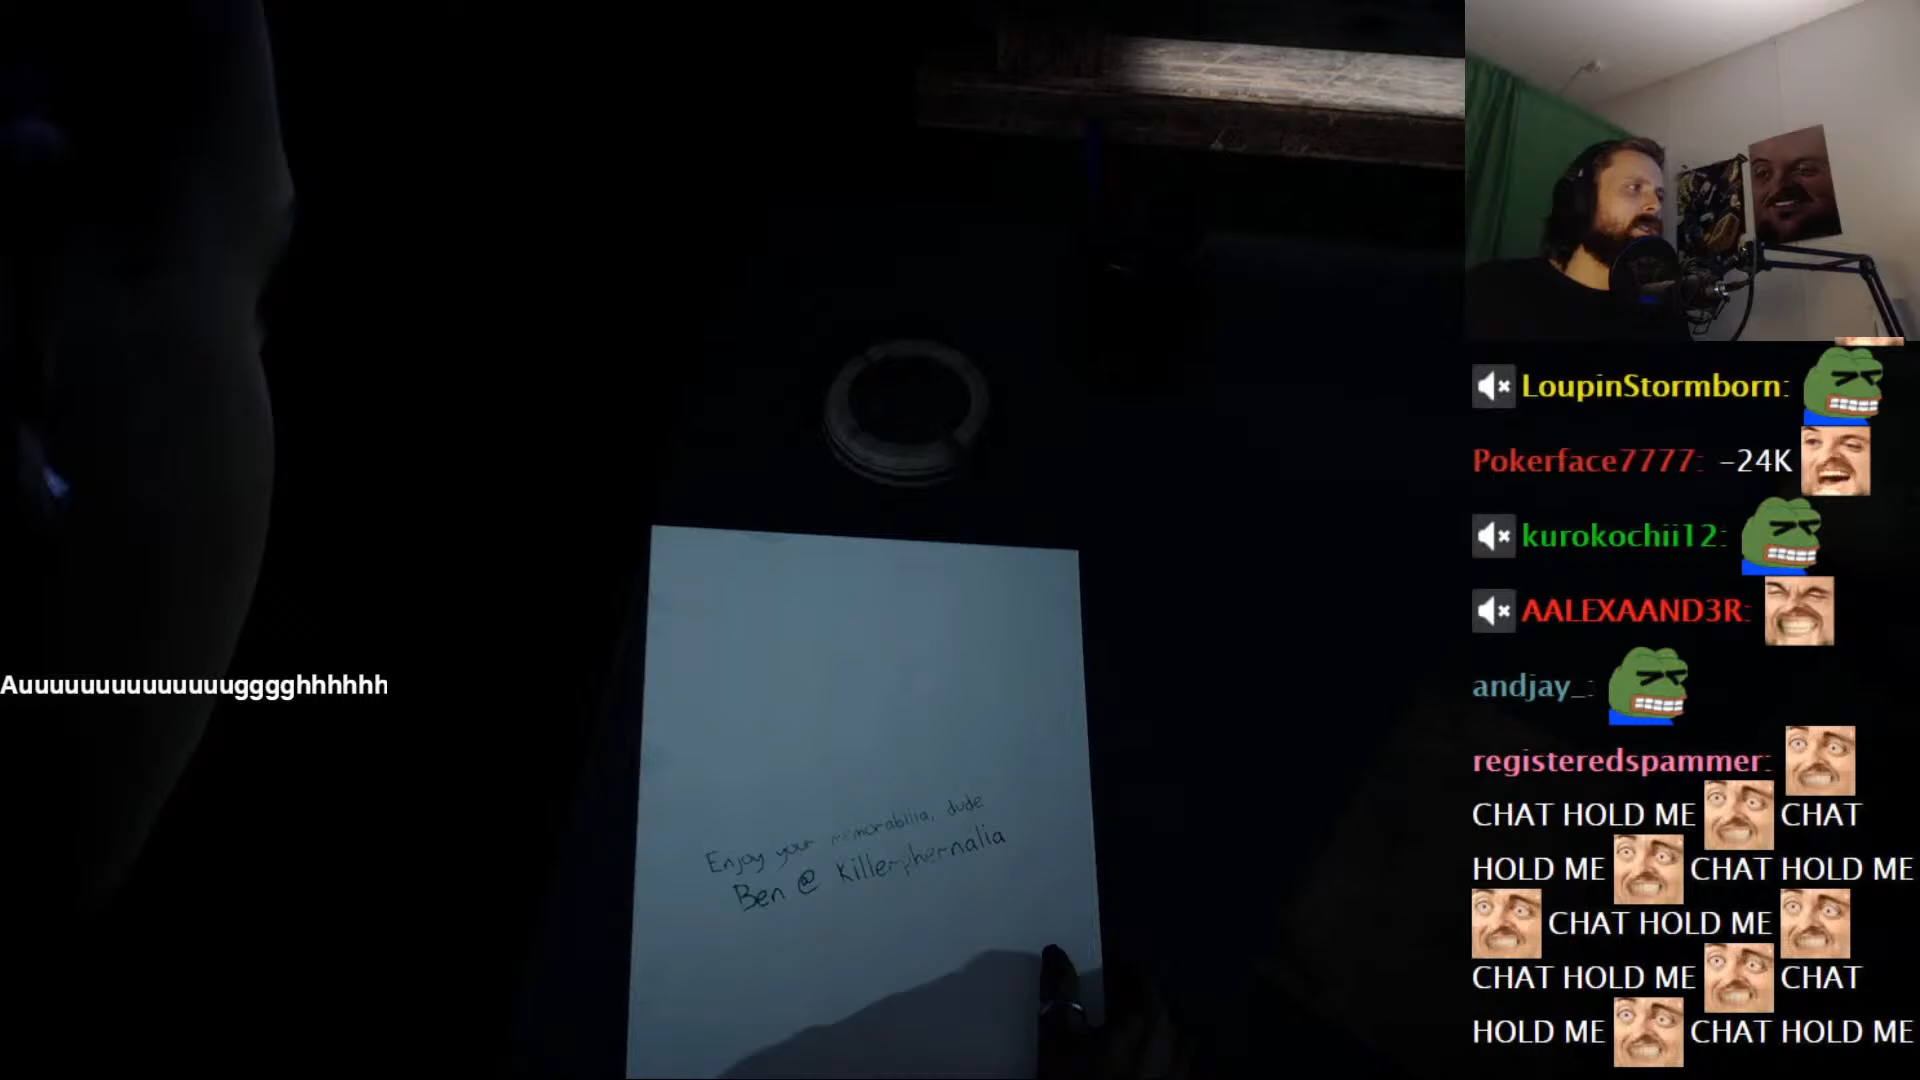 Auuuuuuuuuuuuuugggghhhhhh
Enjoy your memorabilia, dude
Ben @ Killerphernalia
LoupinStormborn:
Pokerface7777: -24K
kurokochii12:
AALEXAAND3R:
andjay_:
registeredspammer:
CHAT HOLD ME CHAT
HOLD ME CHAT HOLD ME
CHAT HOLD ME
CHAT HOLD ME CHAT
HOLD ME CHAT HOLD ME